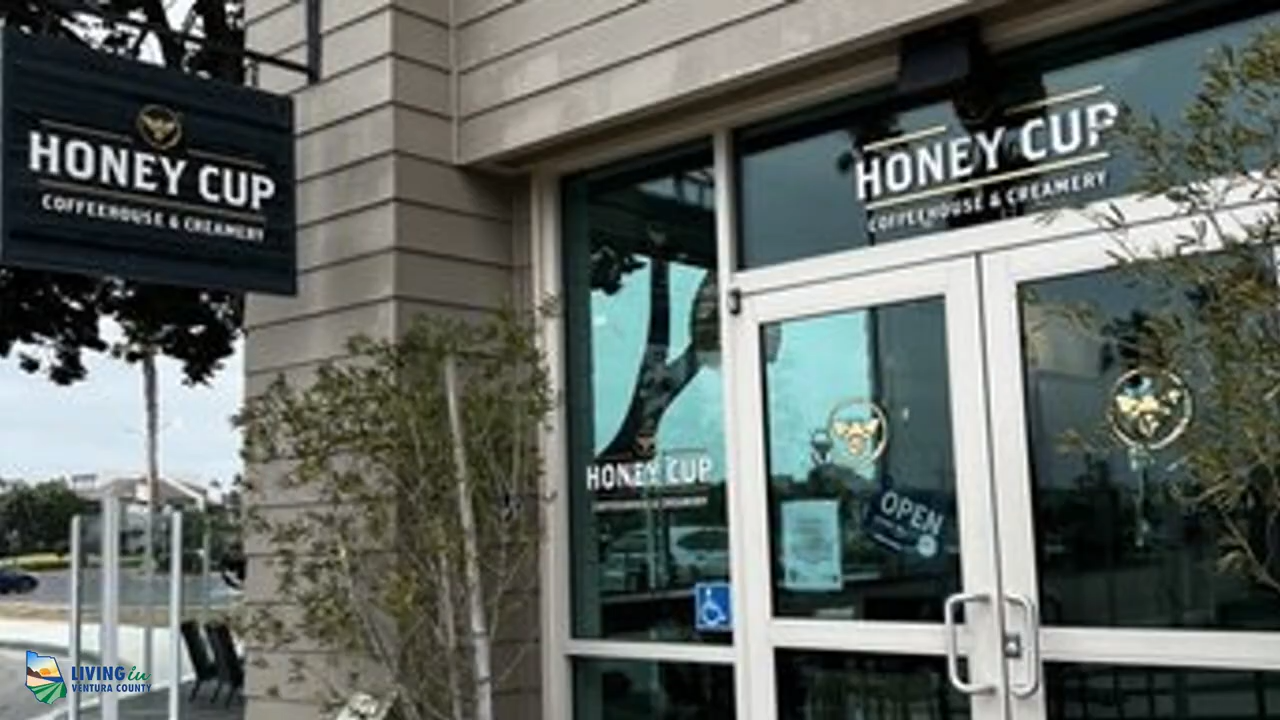 HONEY CUP
COFFEEHOUSE & CREAMERY
HONEY CUP
COFFEEHOUSE & CREAMERY
HONEY CUP
OPEN
LIVING in
VENTURA COUNTY